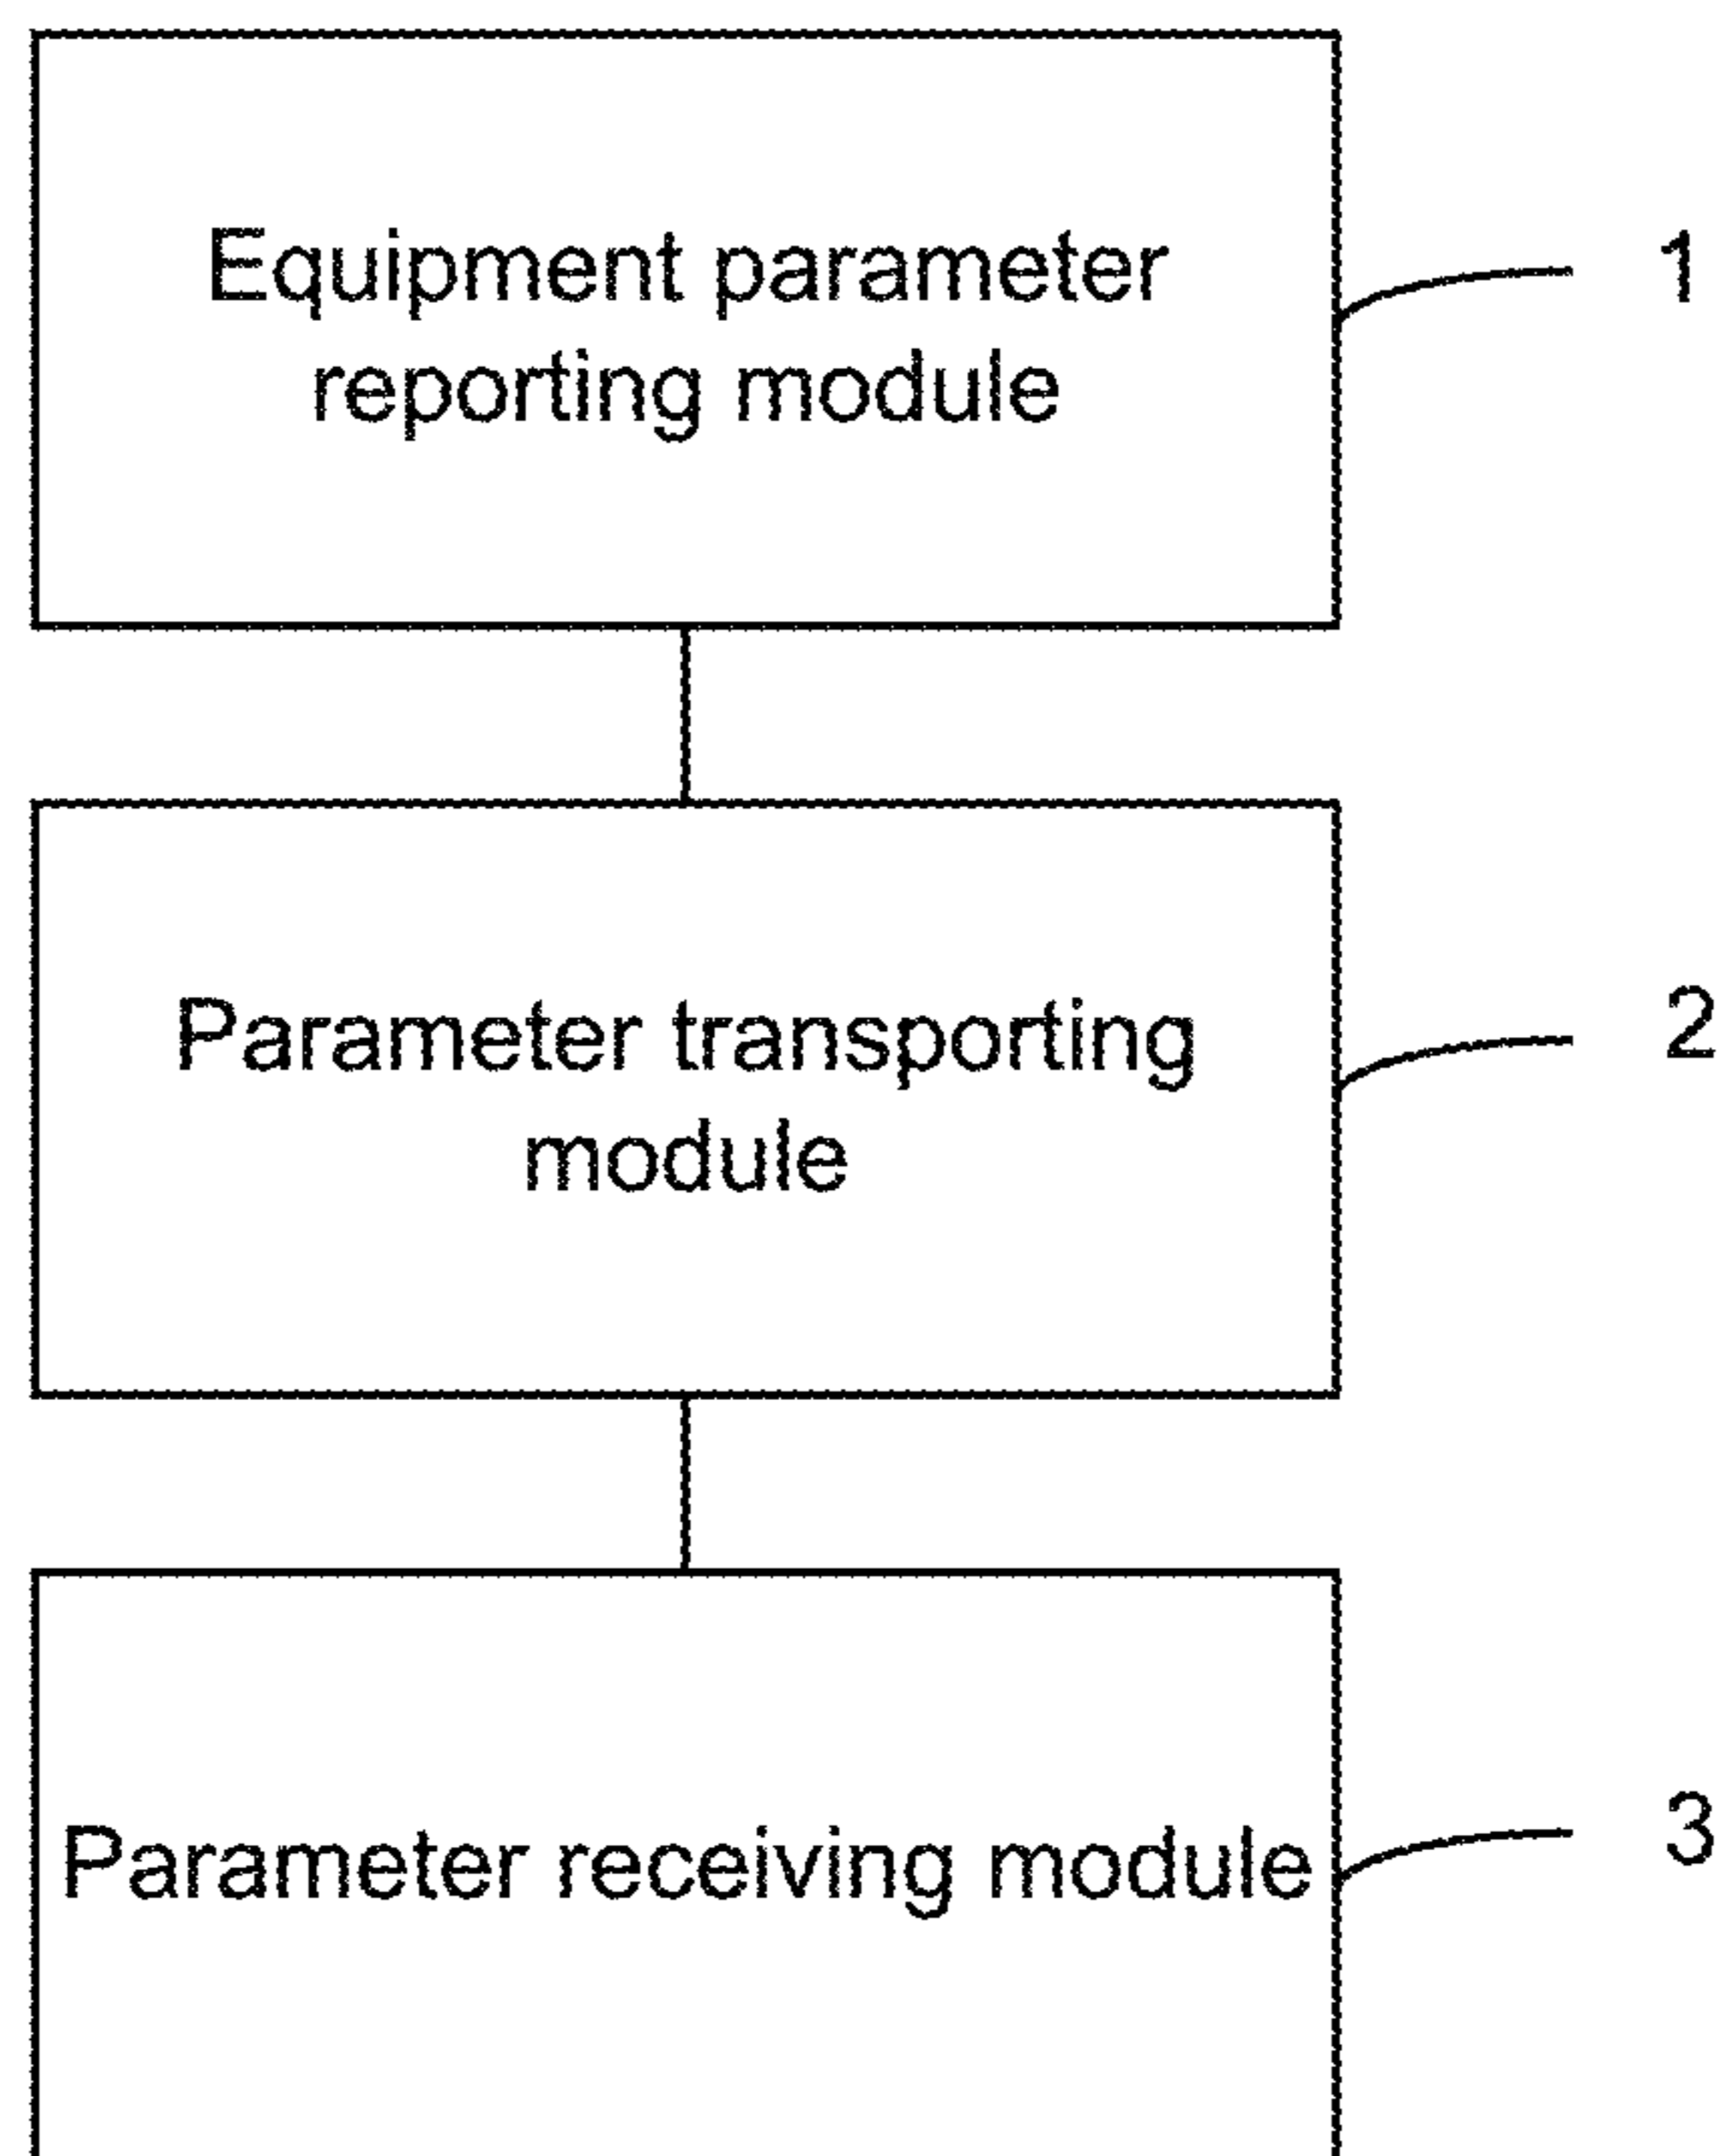 Equipment parameter 1
reporting module
Parameter transporting 2
module
Parameter receiving module 3